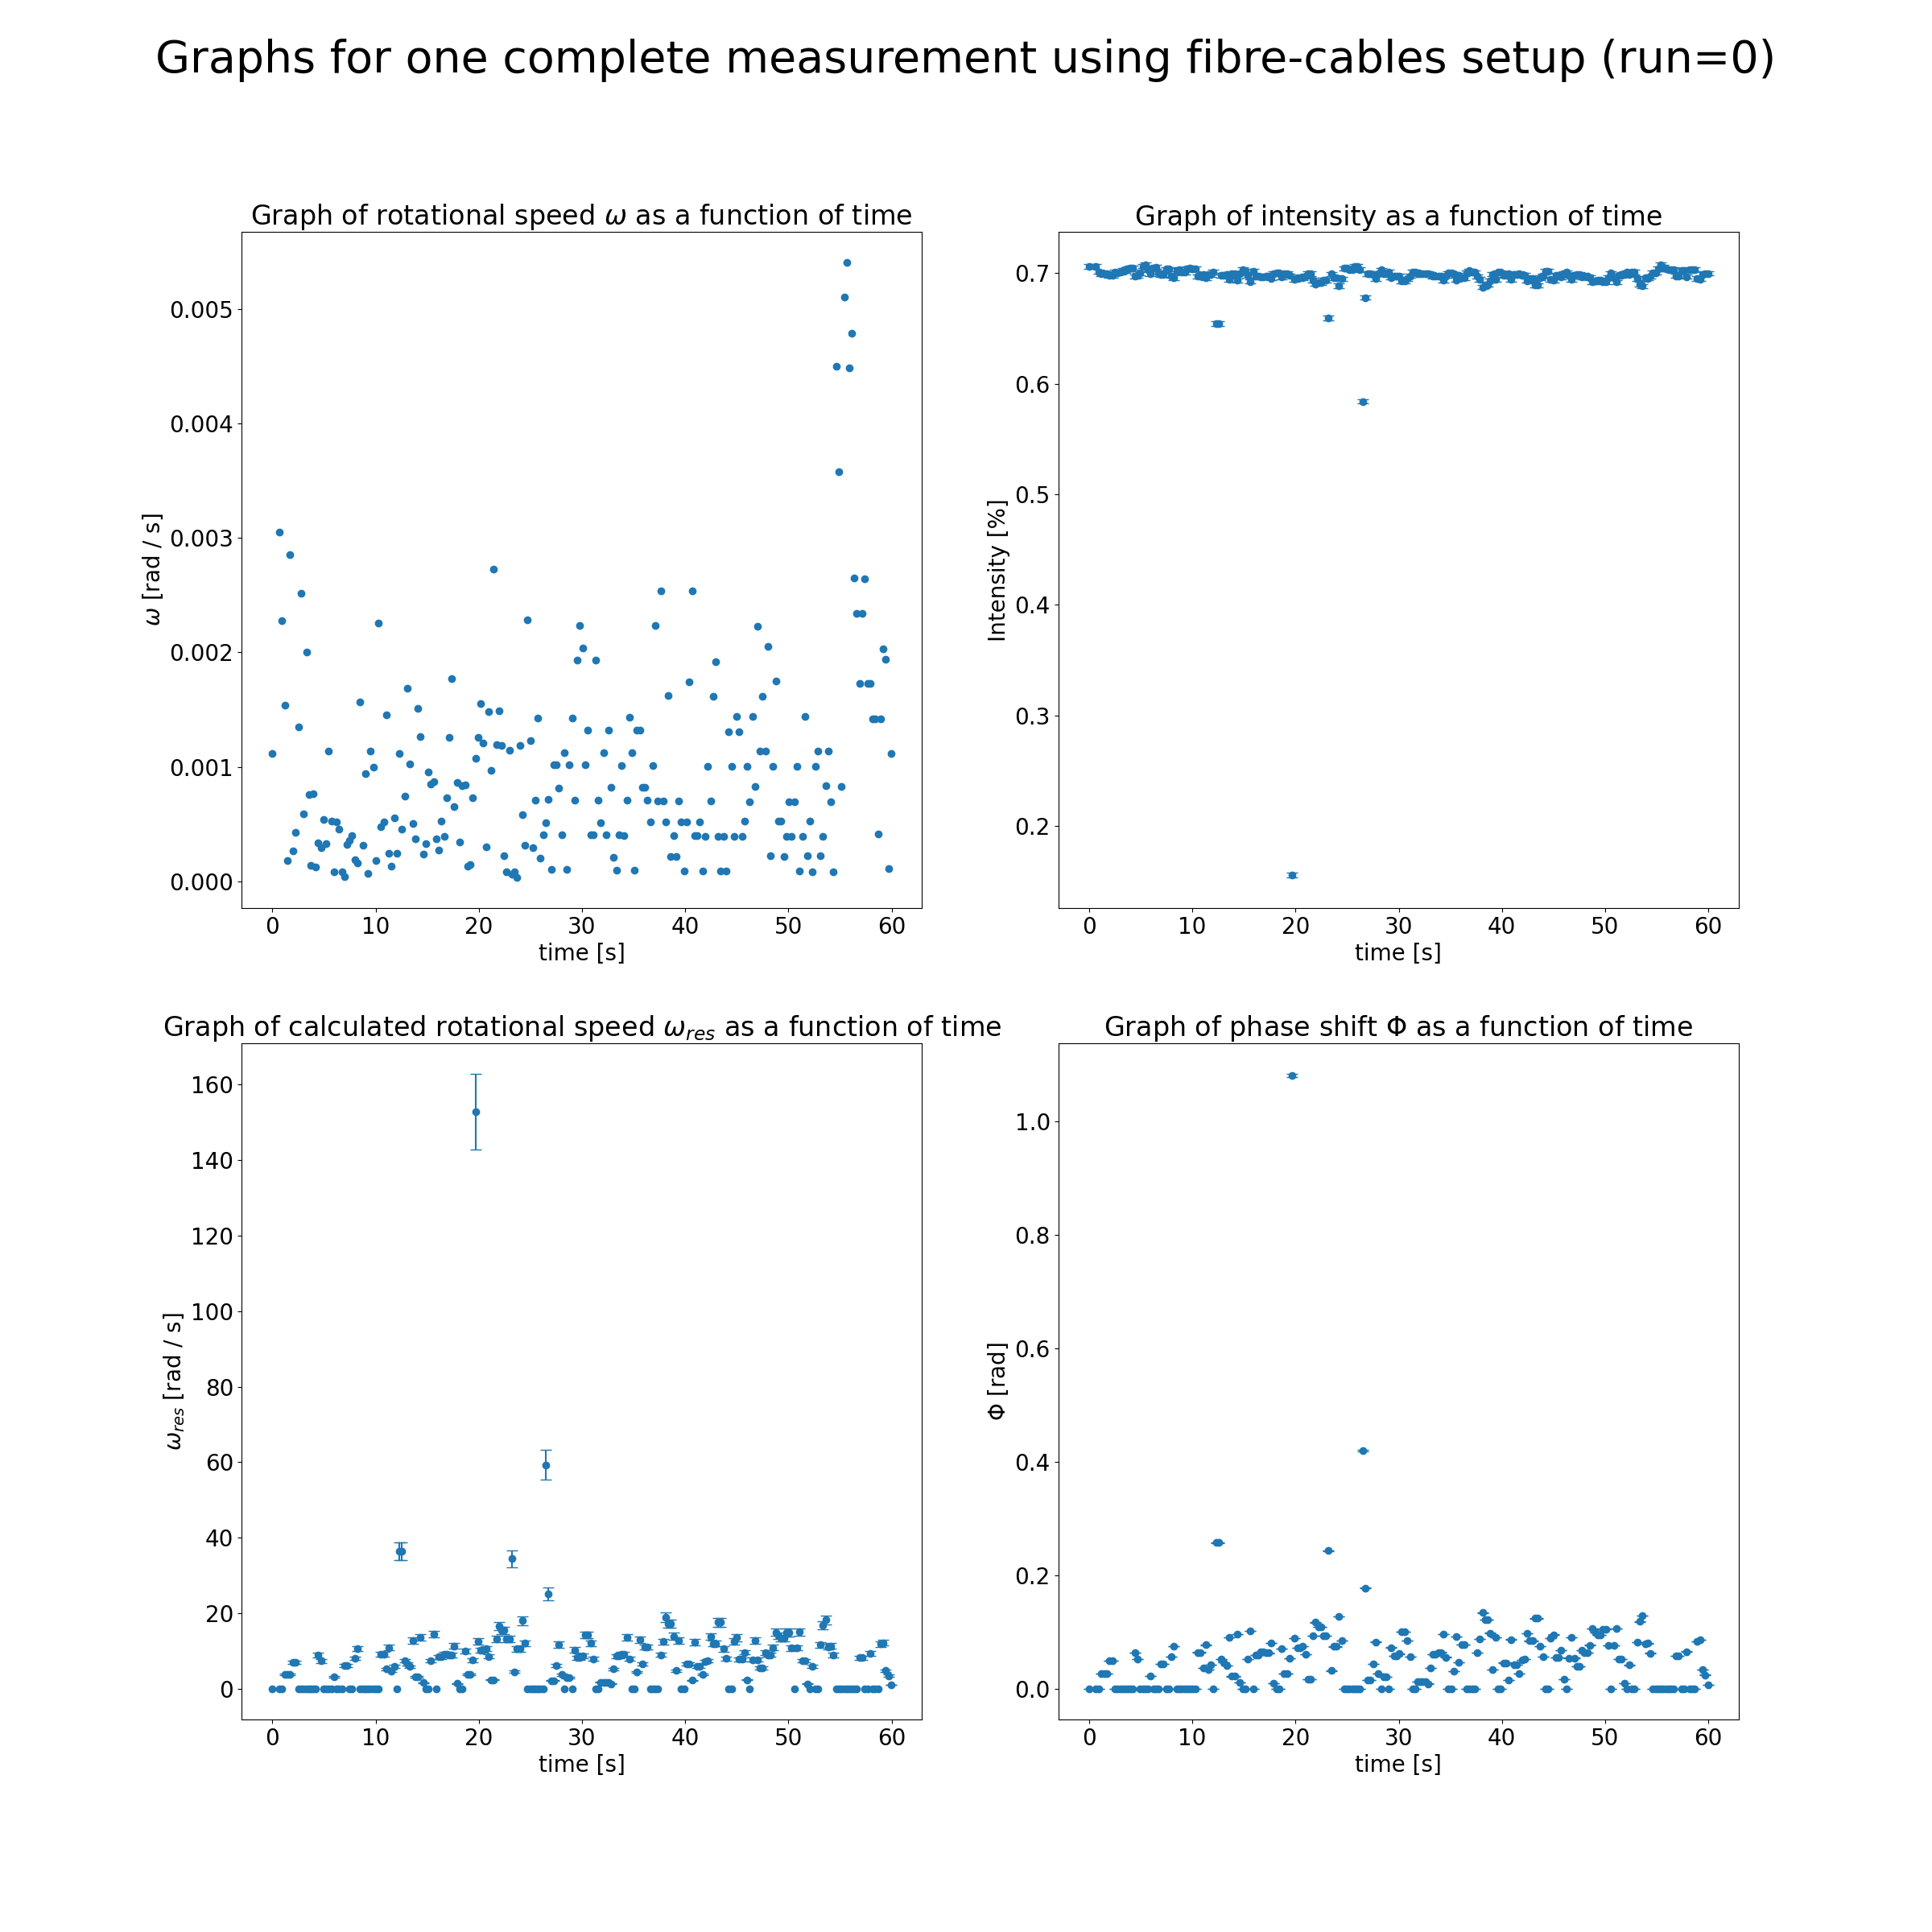 Graphs for one complete measurement using fibre-cables setup (run=0)
Graph of rotational speed ω as a function of time
0.005
0.004
0.003
0.002
0.001
0.000
ω [rad / s]
0 10 20 30 40 50 60
time [s]
Graph of intensity as a function of time
0.7
0.6
0.5
0.4
0.3
0.2
Intensity [%]
0 10 20 30 40 50 60
time [s]
Graph of calculated rotational speed ω_res as a function of time
160
140
120
100
80
60
40
20
0
ω_res [rad / s]
0 10 20 30 40 50 60
time [s]
Graph of phase shift Φ as a function of time
1.0
0.8
0.6
0.4
0.2
0.0
Φ [rad]
0 10 20 30 40 50 60
time [s]